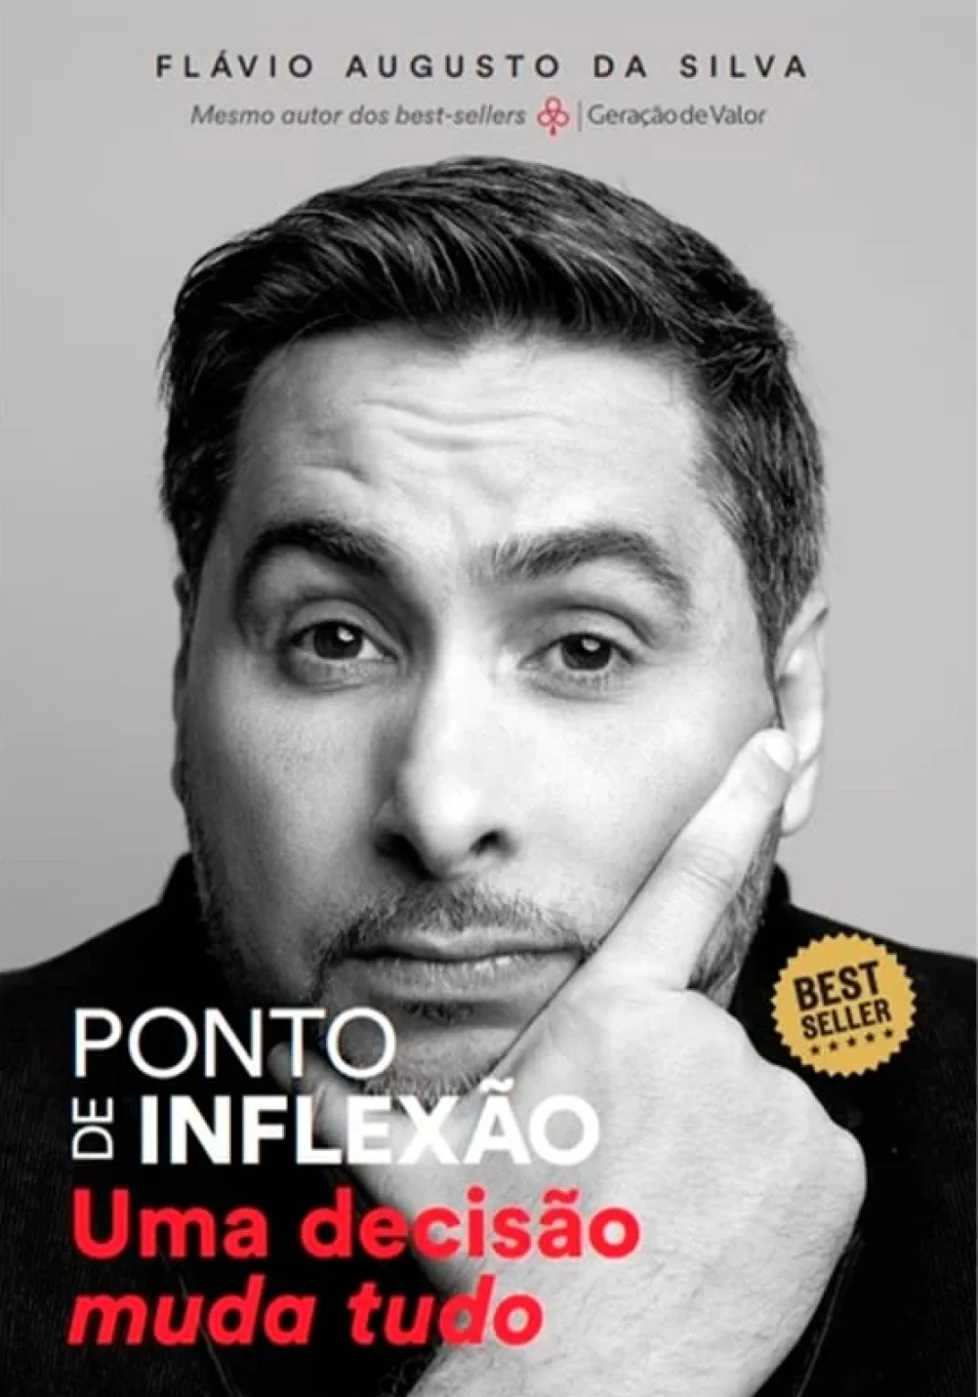 FLÁVIO AUGUSTO DA SILVA
Mesmo autor dos best-sellers | Geração de Valor
PONTO
DE INFLEXÃO
Uma decisão
muda tudo
BEST
SELLER